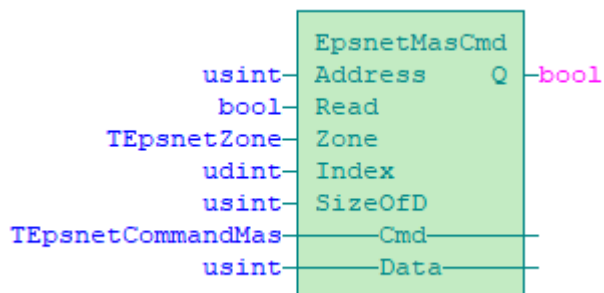 EpsnetMasCmd
usint Address Q bool
bool Read
TEpsnetZone Zone
udint Index
usint SizeOfD
TEpsnetCommandMas Cmd
usint Data